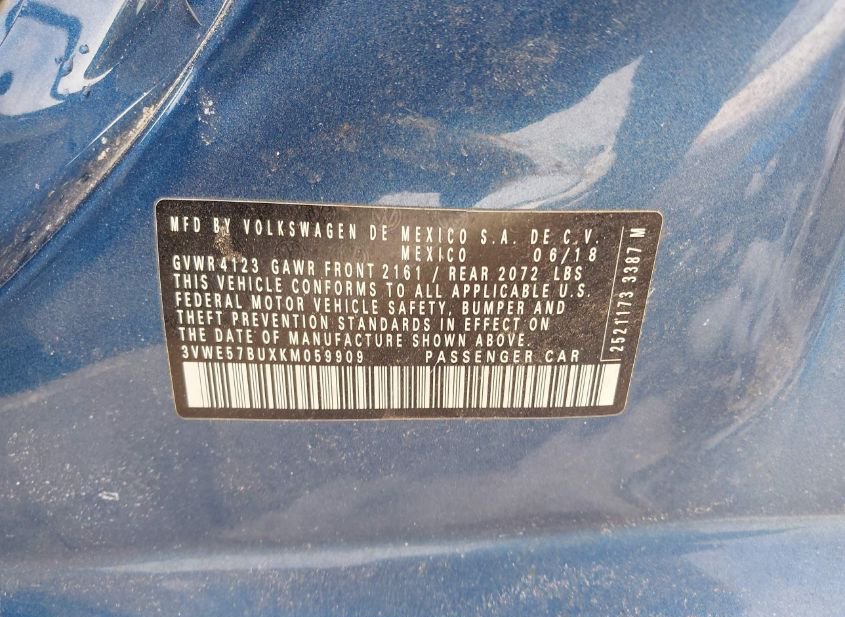 MFD BY VOLKSWAGEN DE MEXICO S.A. DE C.V.
MEXICO 06/18
GVWR 4123 GAWR FRONT 2161 / REAR 2072 LBS
THIS VEHICLE CONFORMS TO ALL APPLICABLE U.S.
FEDERAL MOTOR VEHICLE SAFETY, BUMPER AND
THEFT PREVENTION STANDARDS IN EFFECT ON
THE DATE OF MANUFACTURE SHOWN ABOVE.
3VWE57BUXKM059909 PASSENGER CAR
2521173 3387 M